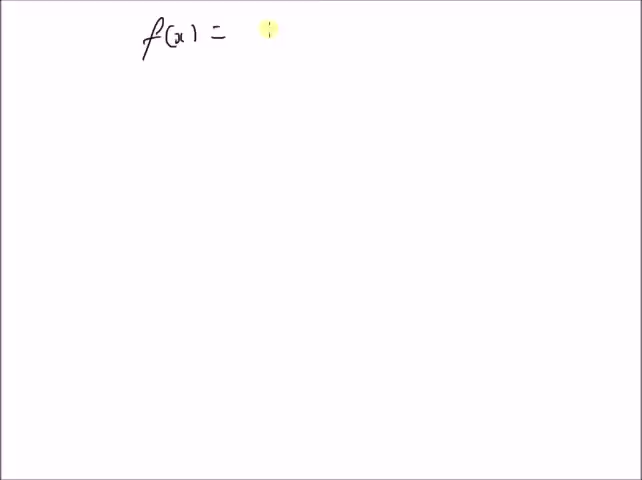 f(x) =